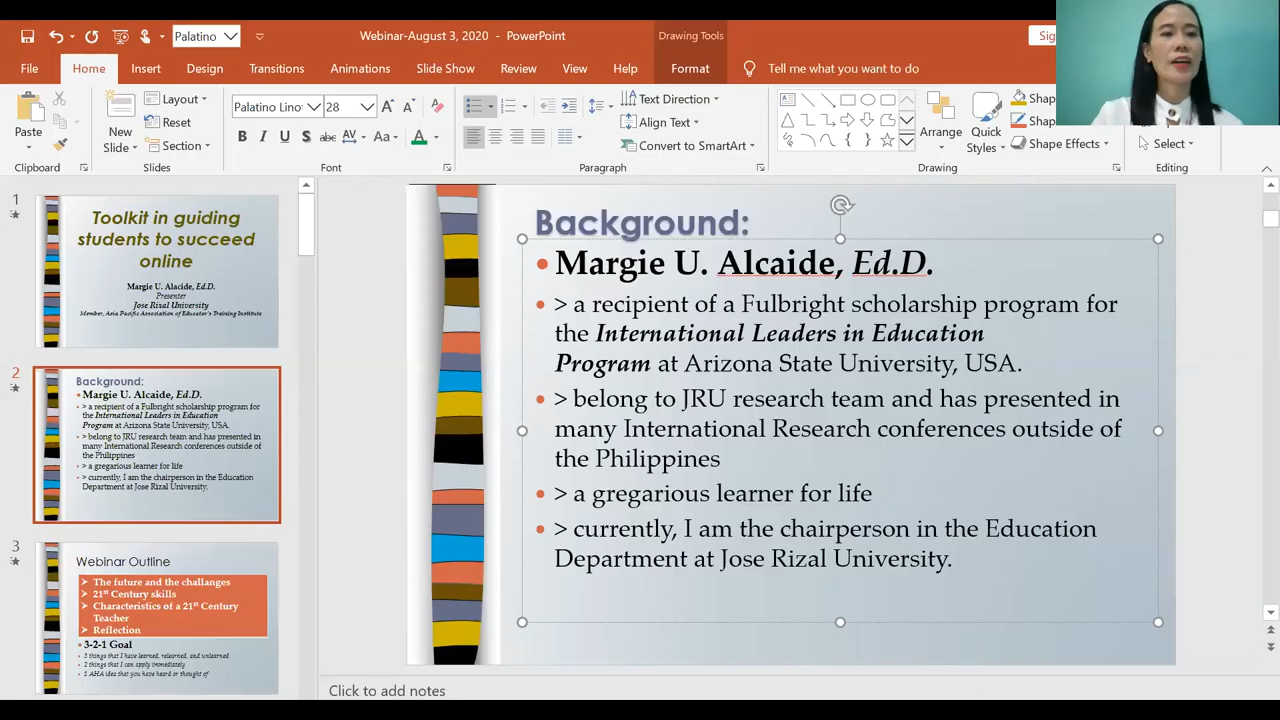 Palatino
Webinar-August 3, 2020 - PowerPoint
Drawing Tools
Sig
File
Home
Insert
Design
Transitions
Animations
Slide Show
Review
View
Help
Format
Tell me what you want to do
Paste
New
Slide
Layout
Reset
Section
Palatino Lino
28
B I U S abc AV Aa A
Text Direction
Align Text
Convert to SmartArt
Arrange
Quick
Styles
Shap
Shap
Shape Effects
Select
Clipboard
Slides
Font
Paragraph
Drawing
Editing
1
Toolkit in guiding
students to succeed
online
Margie U. Alacide, Ed.D.
Presenter
Jose Rizal University
Member, Asia Pacific Association of Educator's Training Institute
2
Background:
Margie U. Alcaide, Ed.D.
> a recipient of a Fulbright scholarship program for
the International Leaders in Education
Program at Arizona State University, USA.
> belong to JRU research team and has presented in
many International Research conferences outside of
the Philippines
> a gregarious learner for life
> currently, I am the chairperson in the Education
Department at Jose Rizal University.
3
Webinar Outline
The future and the challenges
21st Century skills
Characteristics of a 21st Century
Teacher
Reflection
3-2-1 Goal
3 things that I have learned, relearned, and unlearned
2 things that I can apply immediately
1 AHA idea that you have heard or thought of
Background:
Margie U. Alcaide, Ed.D.
> a recipient of a Fulbright scholarship program for
the International Leaders in Education
Program at Arizona State University, USA.
> belong to JRU research team and has presented in
many International Research conferences outside of
the Philippines
> a gregarious learner for life
> currently, I am the chairperson in the Education
Department at Jose Rizal University.
Click to add notes